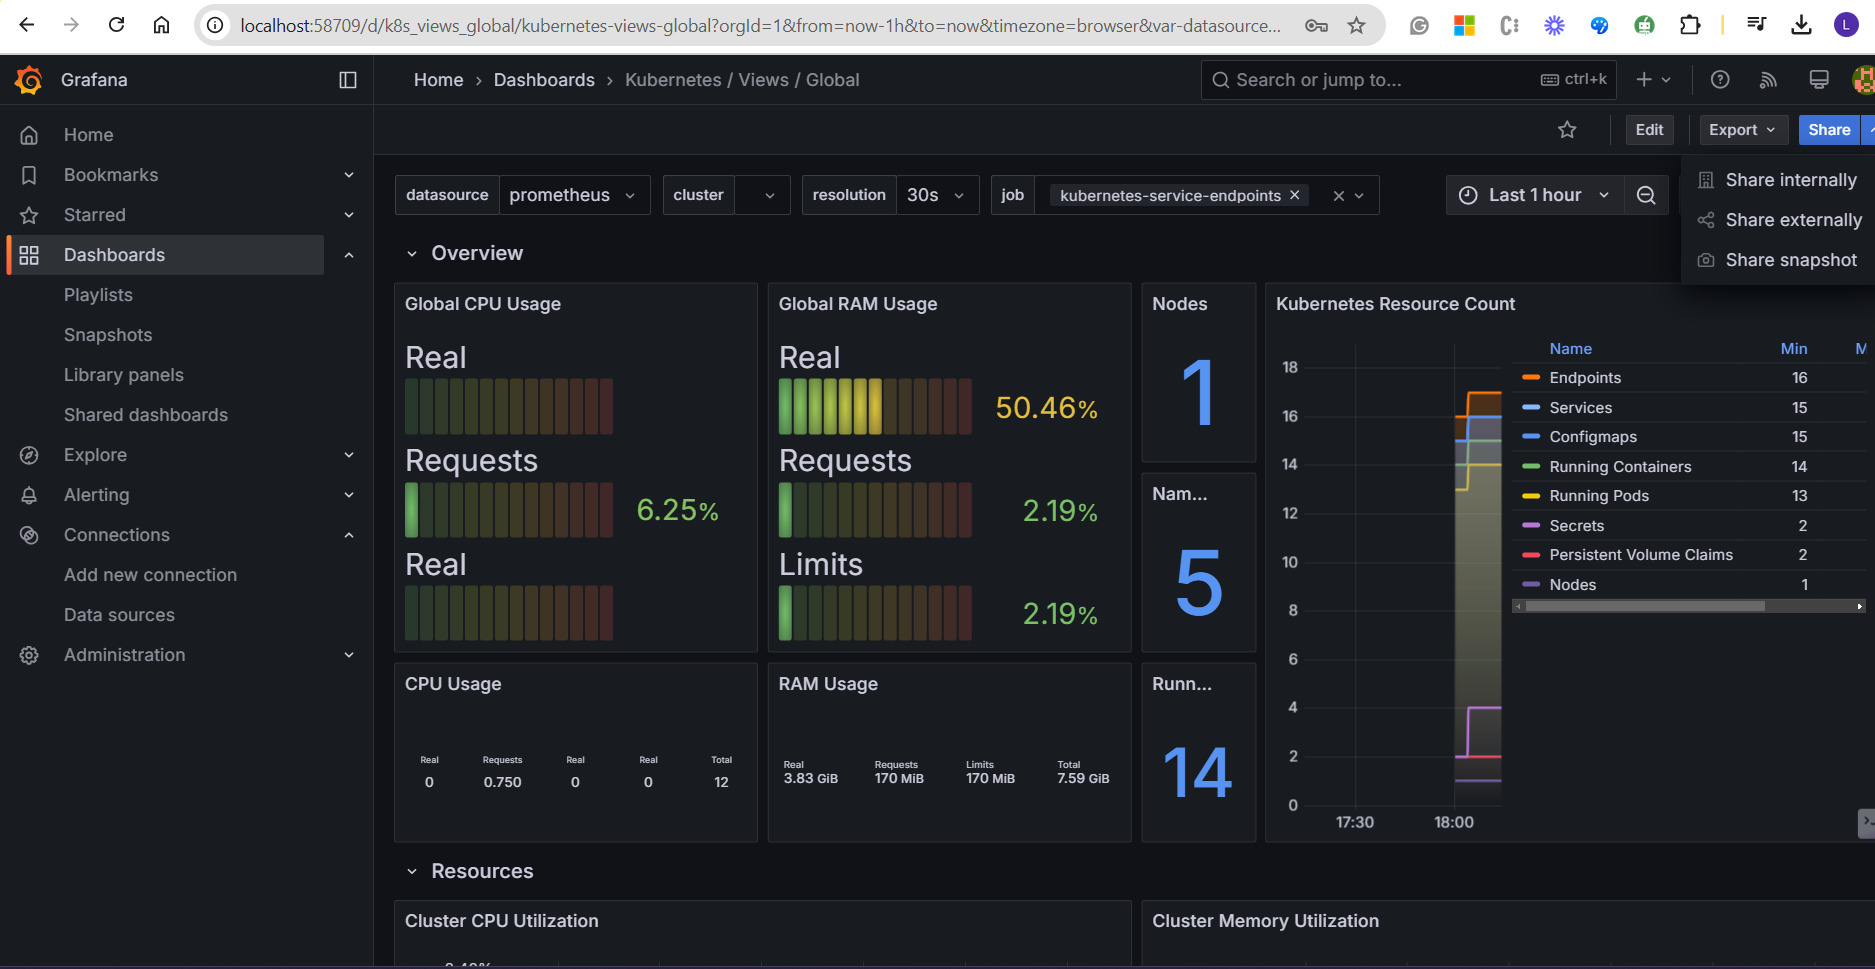 localhost:58709/d/k8s_views_global/kubernetes-views-global?orgId=1&from=now-1h&to=now&timezone=browser&var-datasource...
L
Grafana
Home
Dashboards
Kubernetes / Views / Global
Search or jump to...
ctrl+k
Edit
Export
Share
Home
Bookmarks
Starred
Dashboards
Playlists
Snapshots
Library panels
Shared dashboards
Explore
Alerting
Connections
Add new connection
Data sources
Administration
datasource
prometheus
cluster
resolution
30s
job
kubernetes-service-endpoints
Last 1 hour
Share internally
Share externally
Share snapshot
Overview
Global CPU Usage
Real
Requests
6.25%
Real
Global RAM Usage
Real
50.46%
Requests
2.19%
Limits
2.19%
Nodes
1
Nam...
5
Runn...
14
Kubernetes Resource Count
18
16
14
12
10
8
6
4
2
0
17:30
18:00
Name Min M
Endpoints 16
Services 15
Configmaps 15
Running Containers 14
Running Pods 13
Secrets 2
Persistent Volume Claims 2
Nodes 1
CPU Usage
Real Requests Real Real Total
0 0.750 0 0 12
RAM Usage
Real Requests Limits Total
3.83 GiB 170 MiB 170 MiB 7.59 GiB
Resources
Cluster CPU Utilization
Cluster Memory Utilization